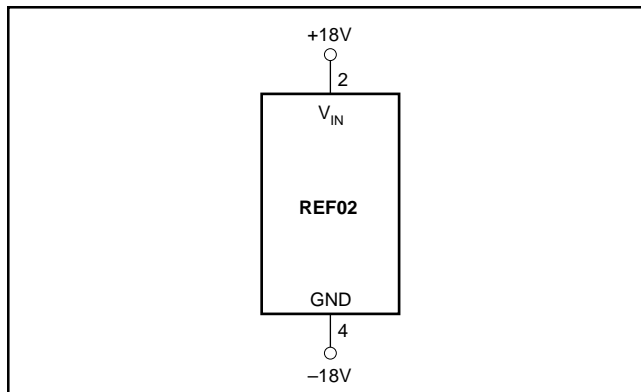 +18V
2
V_IN
REF02
GND
4
–18V